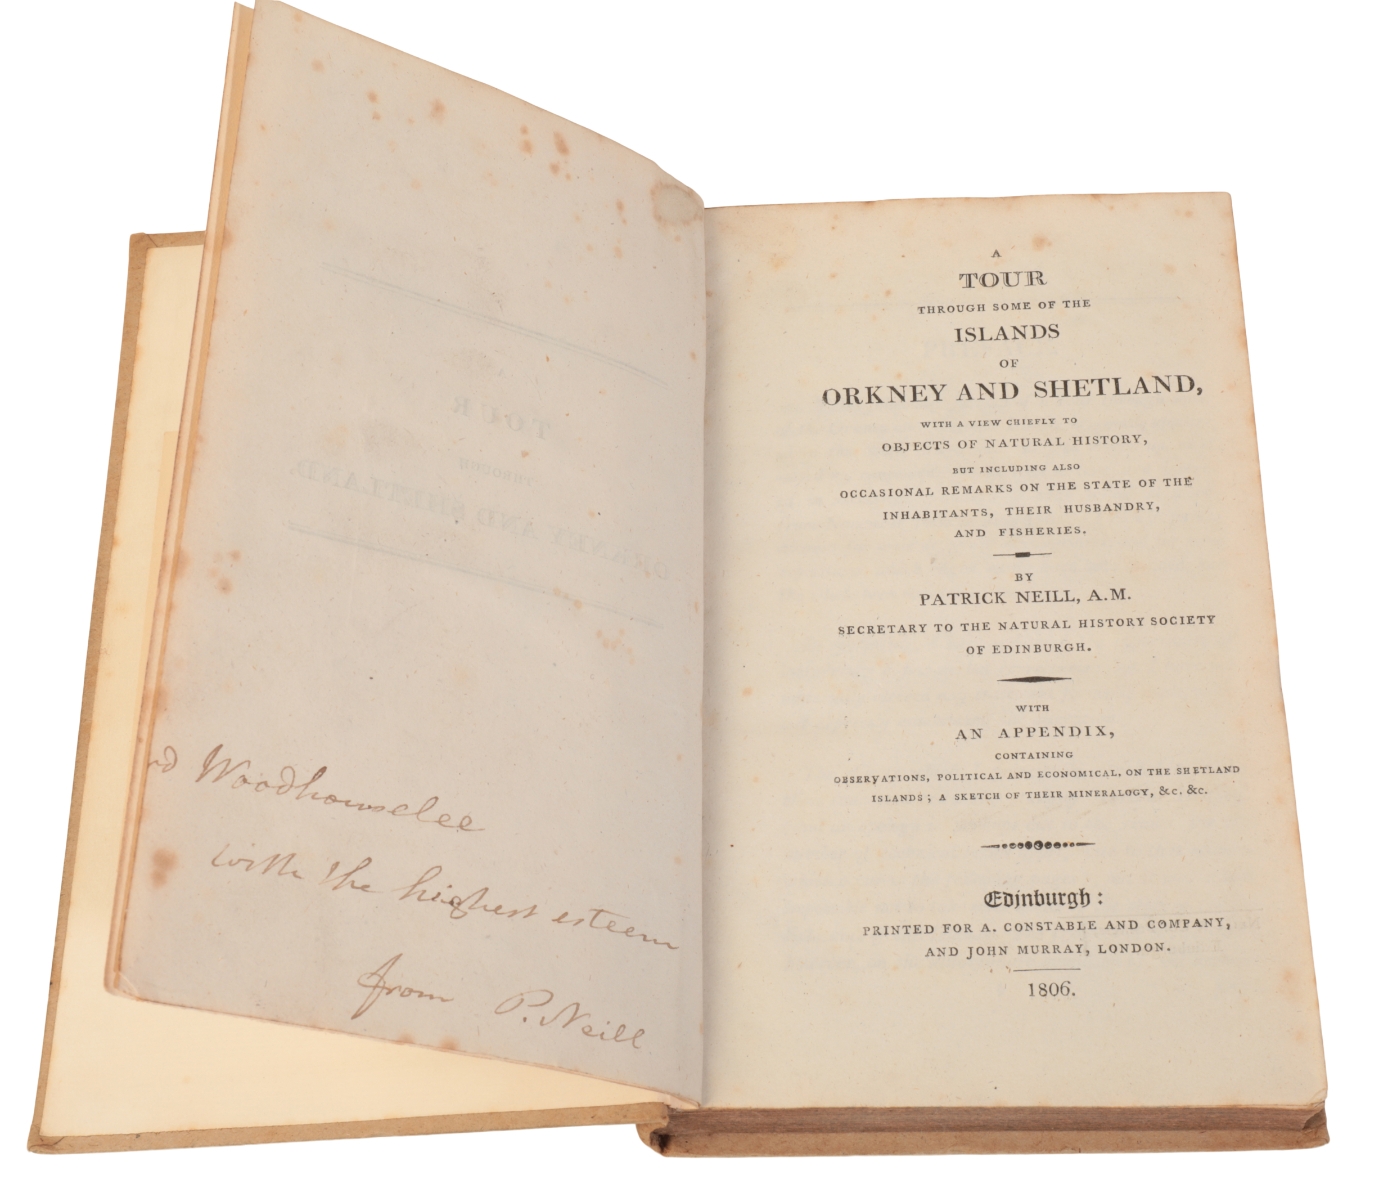 rd Woodhouselee
with the highest esteem
from P. Neill
A
TOUR
THROUGH SOME OF THE
ISLANDS
OF
ORKNEY AND SHETLAND,
WITH A VIEW CHIEFLY TO
OBJECTS OF NATURAL HISTORY,
BUT INCLUDING ALSO
OCCASIONAL REMARKS ON THE STATE OF THE
INHABITANTS, THEIR HUSBANDRY,
AND FISHERIES.
BY
PATRICK NEILL, A.M.
SECRETARY TO THE NATURAL HISTORY SOCIETY
OF EDINBURGH.
WITH
AN APPENDIX,
CONTAINING
OBSERVATIONS, POLITICAL AND ECONOMICAL, ON THE SHETLAND
ISLANDS; A SKETCH OF THEIR MINERALOGY, &c. &c.
Edinburgh:
PRINTED FOR A. CONSTABLE AND COMPANY,
AND JOHN MURRAY, LONDON.
1806.